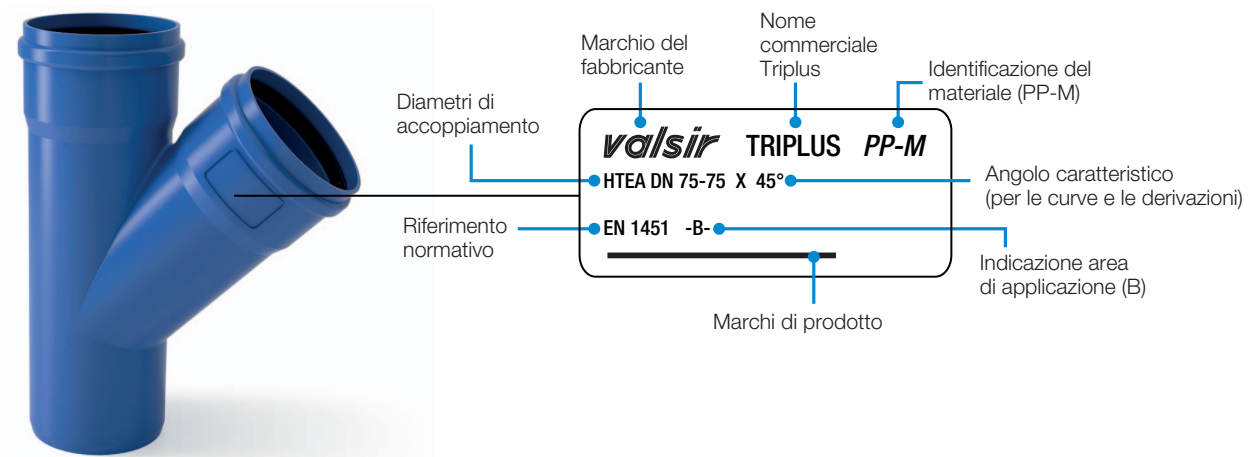 Marchio del
fabbricante
Nome
commerciale
Triplus
Identificazione del
materiale (PP-M)
Diametri di
accoppiamento
valsir TRIPLUS PP-M
HTEA DN 75-75 X 45°
Angolo caratteristico
(per le curve e le derivazioni)
Riferimento
normativo
EN 1451 -B-
Indicazione area
di applicazione (B)
Marchi di prodotto